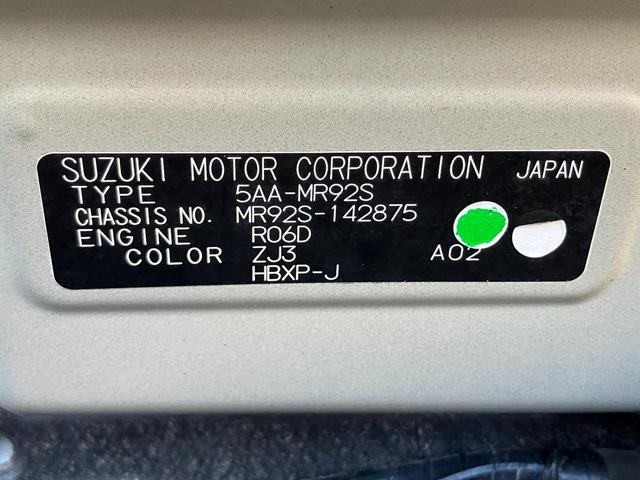 SUZUKI MOTOR CORPORATION JAPAN
TYPE 5AA-MR92S
CHASSIS NO. MR92S-142875
ENGINE R06D
COLOR ZJ3 A02
HBXP-J